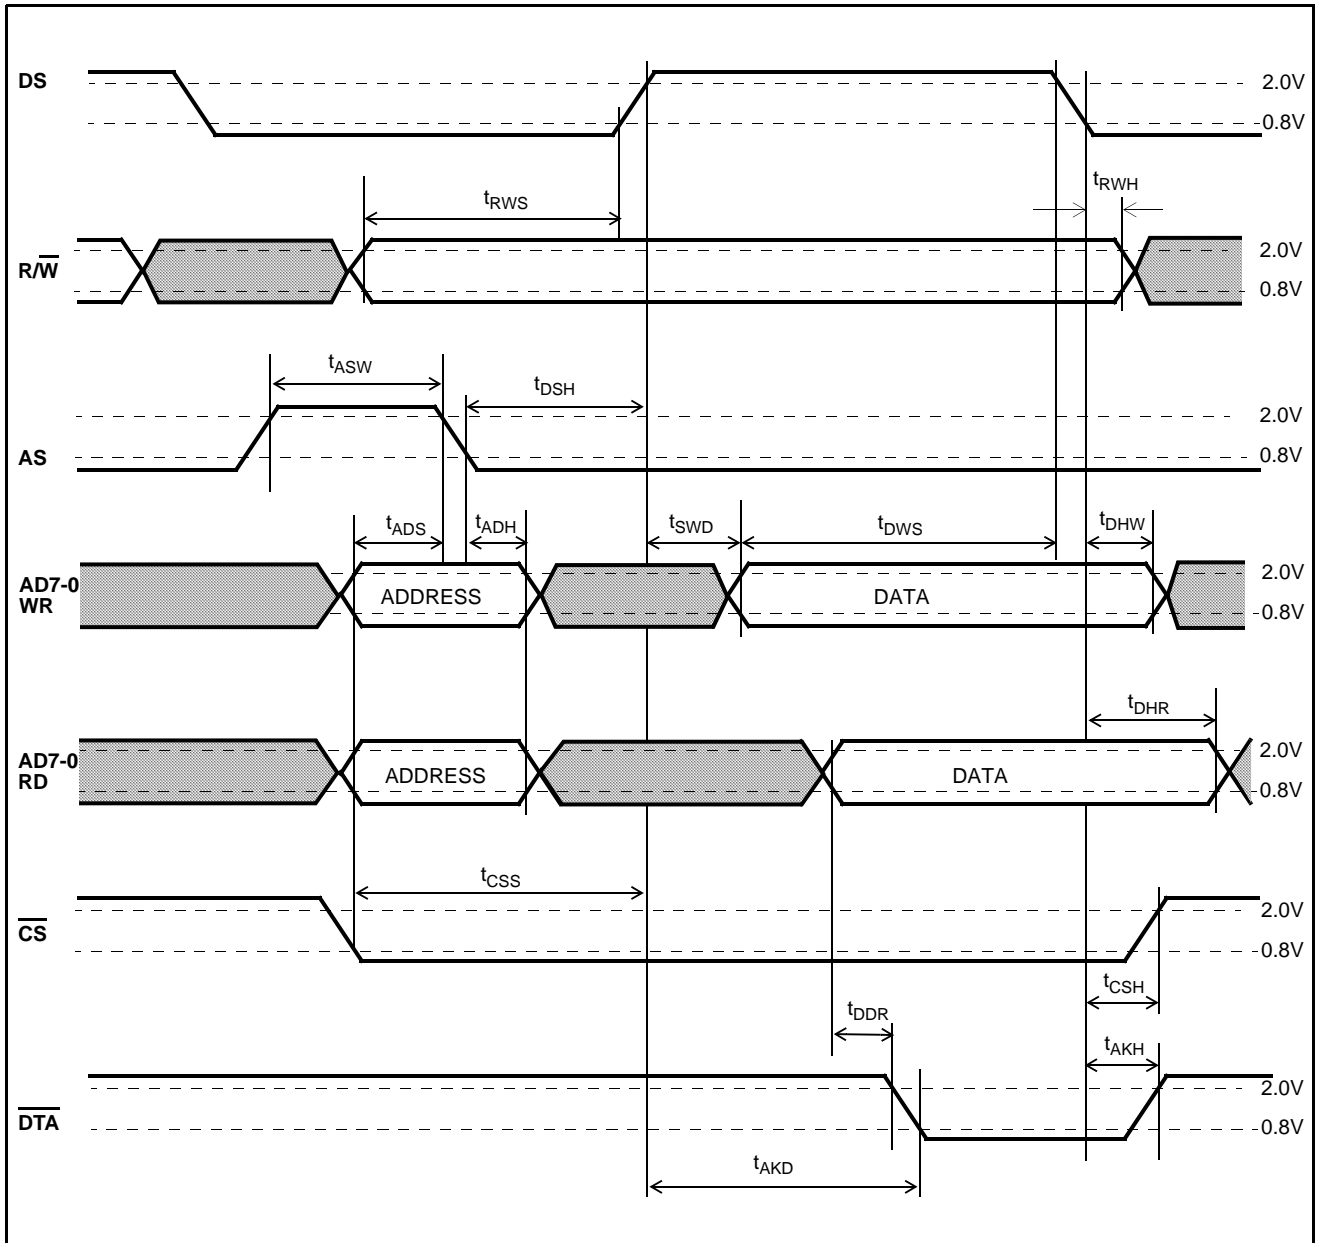 DS
2.0V
0.8V
tRWH
tRWS
R/W̅
2.0V
0.8V
tASW
tDSH
2.0V
AS
0.8V
tADS
tADH
tSWD
tDWS
tDHW
AD7-0
WR
ADDRESS
DATA
2.0V
0.8V
tDHR
AD7-0
RD
ADDRESS
DATA
2.0V
0.8V
tCSS
C̅S̅
2.0V
0.8V
tCSH
tDDR
tAKH
D̅T̅A̅
2.0V
0.8V
tAKD